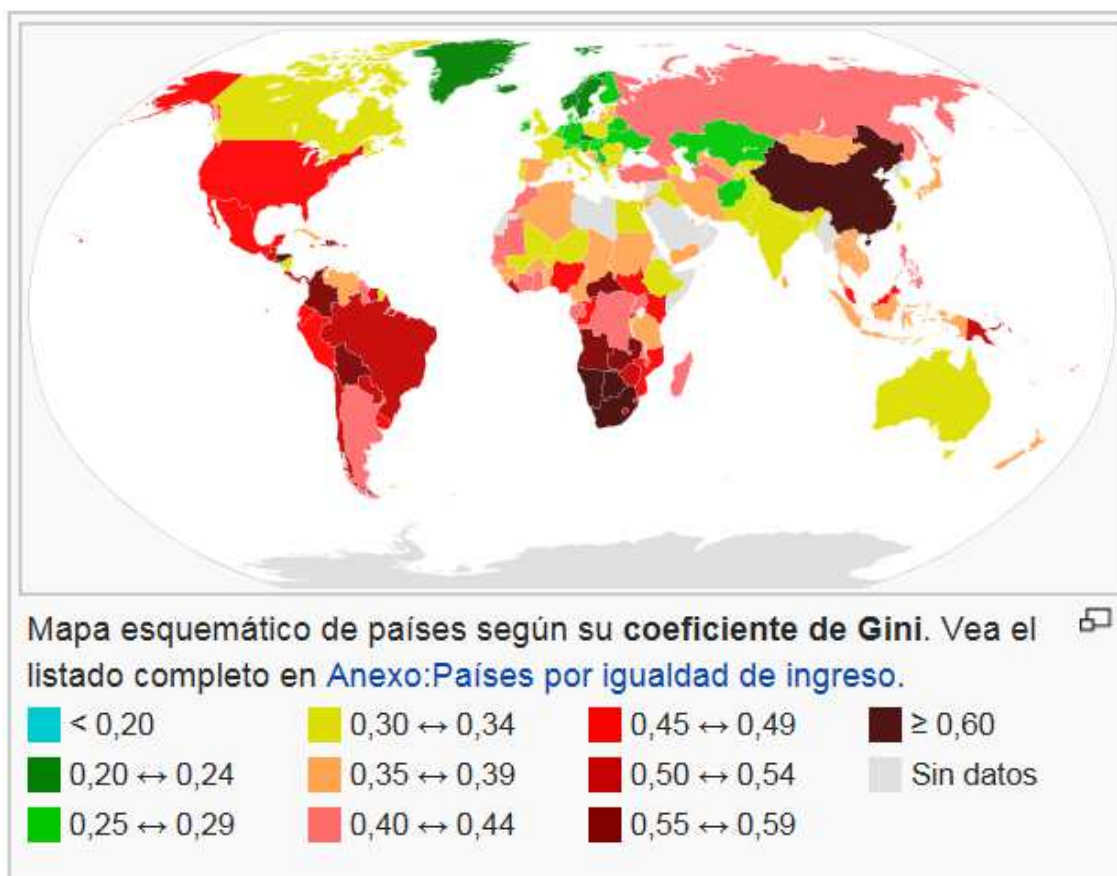 Mapa esquemático de países según su coeficiente de Gini. Vea el
listado completo en Anexo:Países por igualdad de ingreso.
< 0,20
0,20 ↔ 0,24
0,25 ↔ 0,29
0,30 ↔ 0,34
0,35 ↔ 0,39
0,40 ↔ 0,44
0,45 ↔ 0,49
0,50 ↔ 0,54
0,55 ↔ 0,59
≥ 0,60
Sin datos